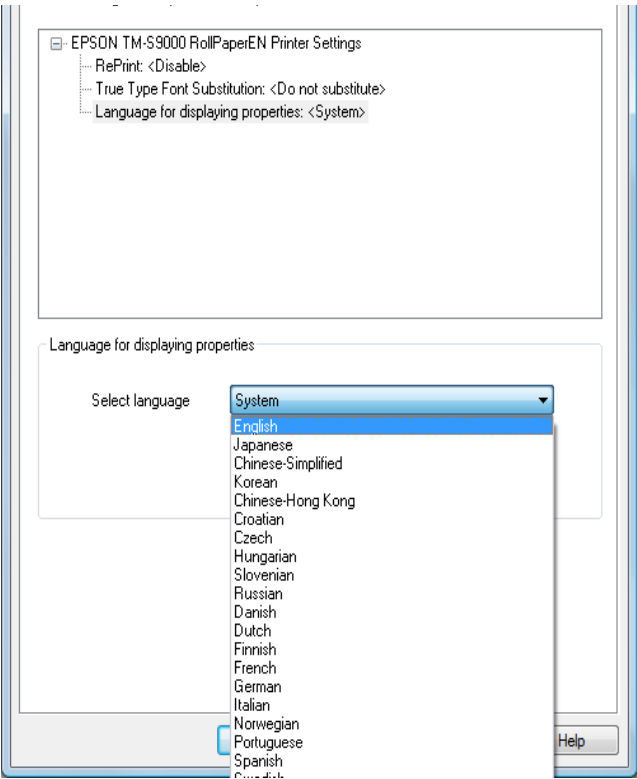 EPSON TM-S9000 RollPaperEN Printer Settings
RePrint: <Disable>
True Type Font Substitution: <Do not substitute>
Language for displaying properties: <System>
Language for displaying properties
Select language
System
English
Japanese
Chinese-Simplified
Korean
Chinese-Hong Kong
Croatian
Czech
Hungarian
Slovenian
Russian
Danish
Dutch
Finnish
French
German
Italian
Norwegian
Portuguese
Help
Spanish
Swedish